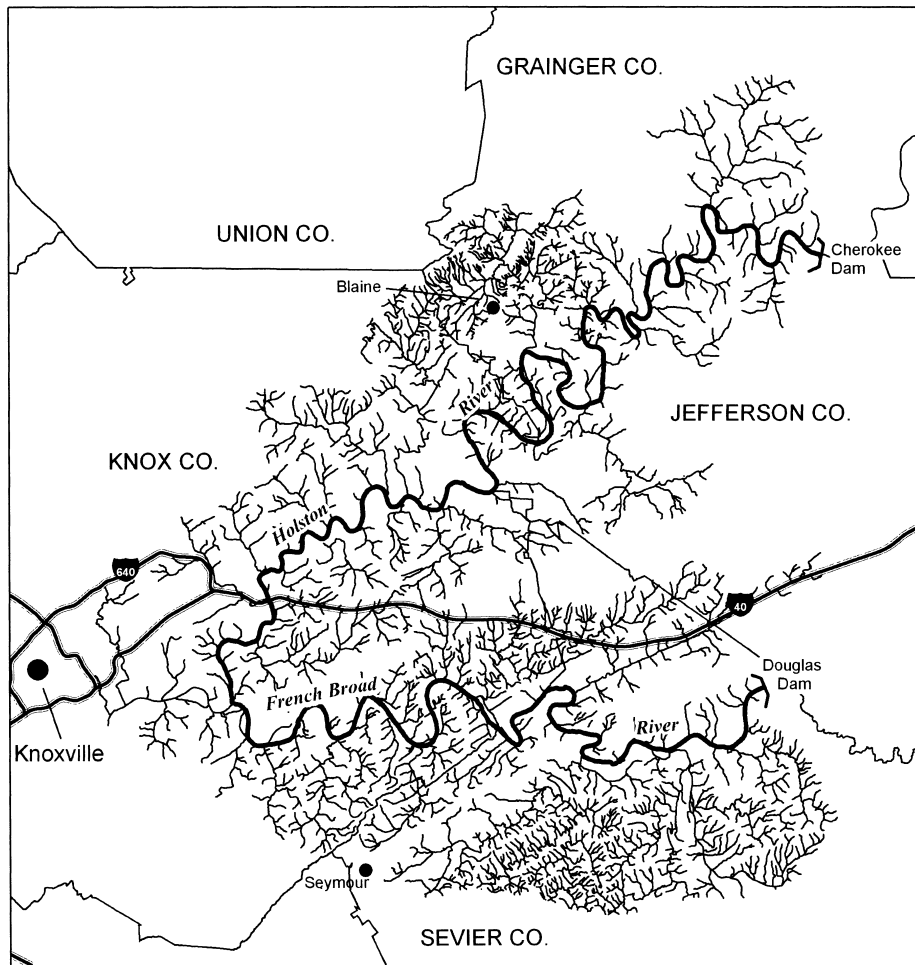 GRAINGER CO.
UNION CO.
Cherokee
Dam
Blaine
River
JEFFERSON CO.
KNOX CO.
Holston
640
40
Douglas
Dam
French Broad
River
Knoxville
Seymour
SEVIER CO.